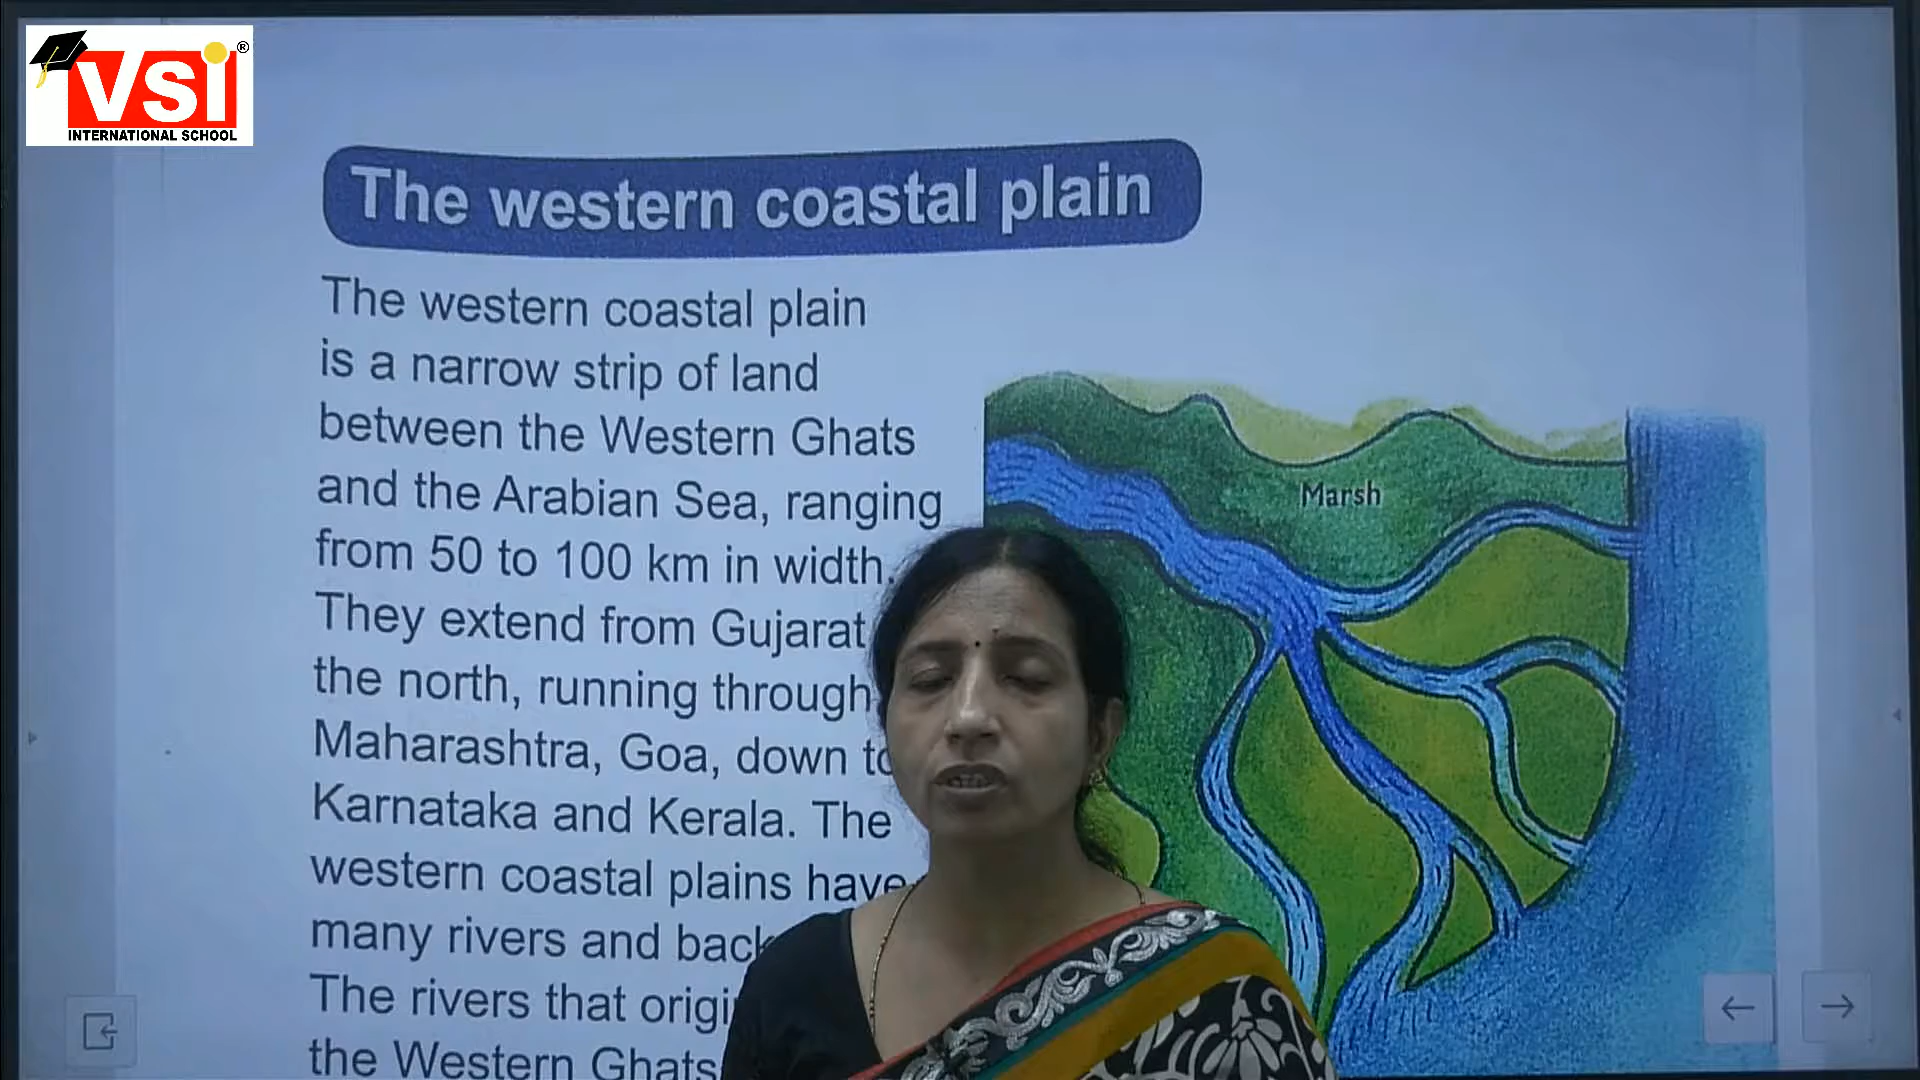 VSI ®
INTERNATIONAL SCHOOL
The western coastal plain
The western coastal plain
is a narrow strip of land
between the Western Ghats
and the Arabian Sea, ranging
from 50 to 100 km in width.
They extend from Gujarat
the north, running through
Maharashtra, Goa, down to
Karnataka and Kerala. The
western coastal plains have
many rivers and
The rivers that
the Western Ghats
Marsh